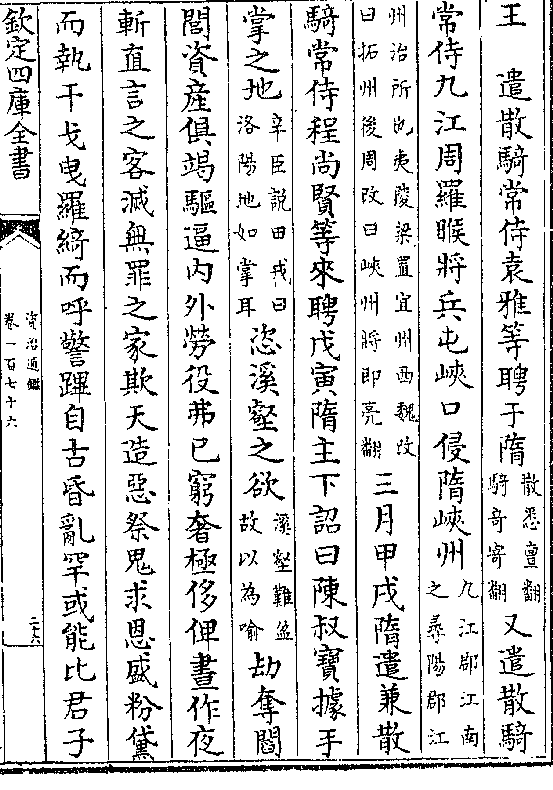 王　遣散騎常侍袁雅等聘于隋散悉亶翻騎奇寄翻又遣散騎
常侍九江周羅㬋將兵屯峽口侵隋峽州九江郡江南之尋陽郡江
州治所也夷陵梁置宜州西魏改曰拓州後周改曰峽州將即亮翻三月甲戌隋遣兼散
騎常侍程尚賢等來聘戊寅隋主下詔曰陳叔寶據手
掌之地辛臣說田戎曰洛陽地如掌耳恣溪壑之欲溪壑難盈故以為喻劫奪閭
閻資産俱竭驅逼内外勞役弗已窮奢極侈俾晝作夜
斬直言之客滅無罪之家欺天造惡祭鬼求恩盛粉黛
而執干戈曳羅綺而呼警蹕自古昏亂罕或能比君子
欽定四庫全書
資治通鑑
卷一百七十六
二六